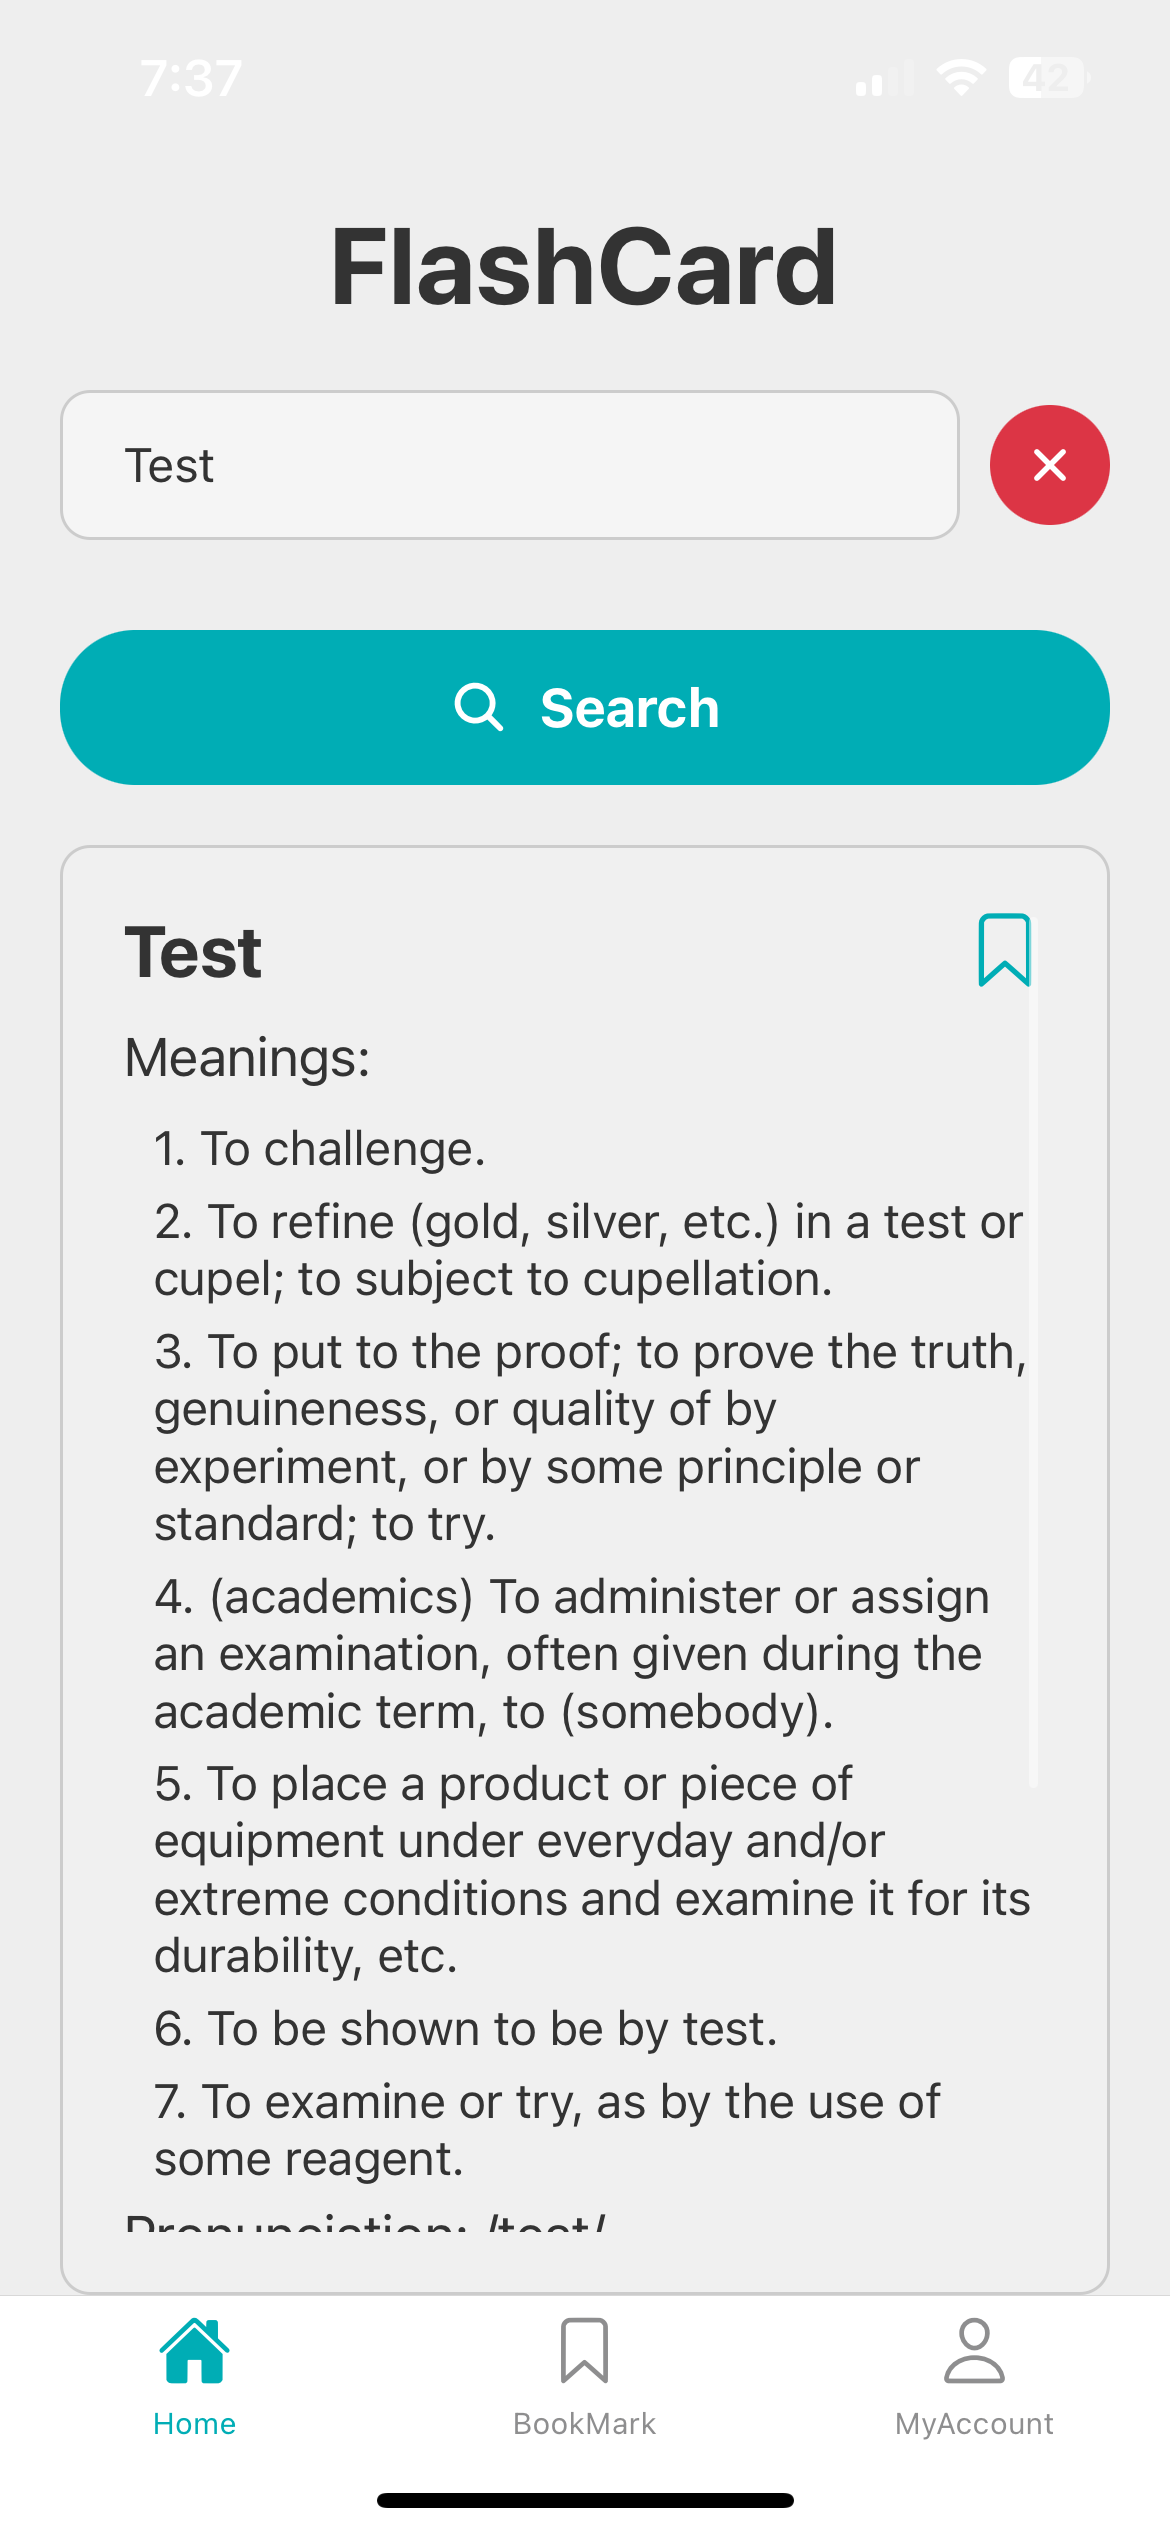 7:37
42
FlashCard
Test
Search
Test
Meanings:
1. To challenge.
2. To refine (gold, silver, etc.) in a test or
cupel; to subject to cupellation.
3. To put to the proof; to prove the truth,
genuineness, or quality of by
experiment, or by some principle or
standard; to try.
4. (academics) To administer or assign
an examination, often given during the
academic term, to (somebody).
5. To place a product or piece of
equipment under everyday and/or
extreme conditions and examine it for its
durability, etc.
6. To be shown to be by test.
7. To examine or try, as by the use of
some reagent.
Pronunciation:
Home
BookMark
MyAccount